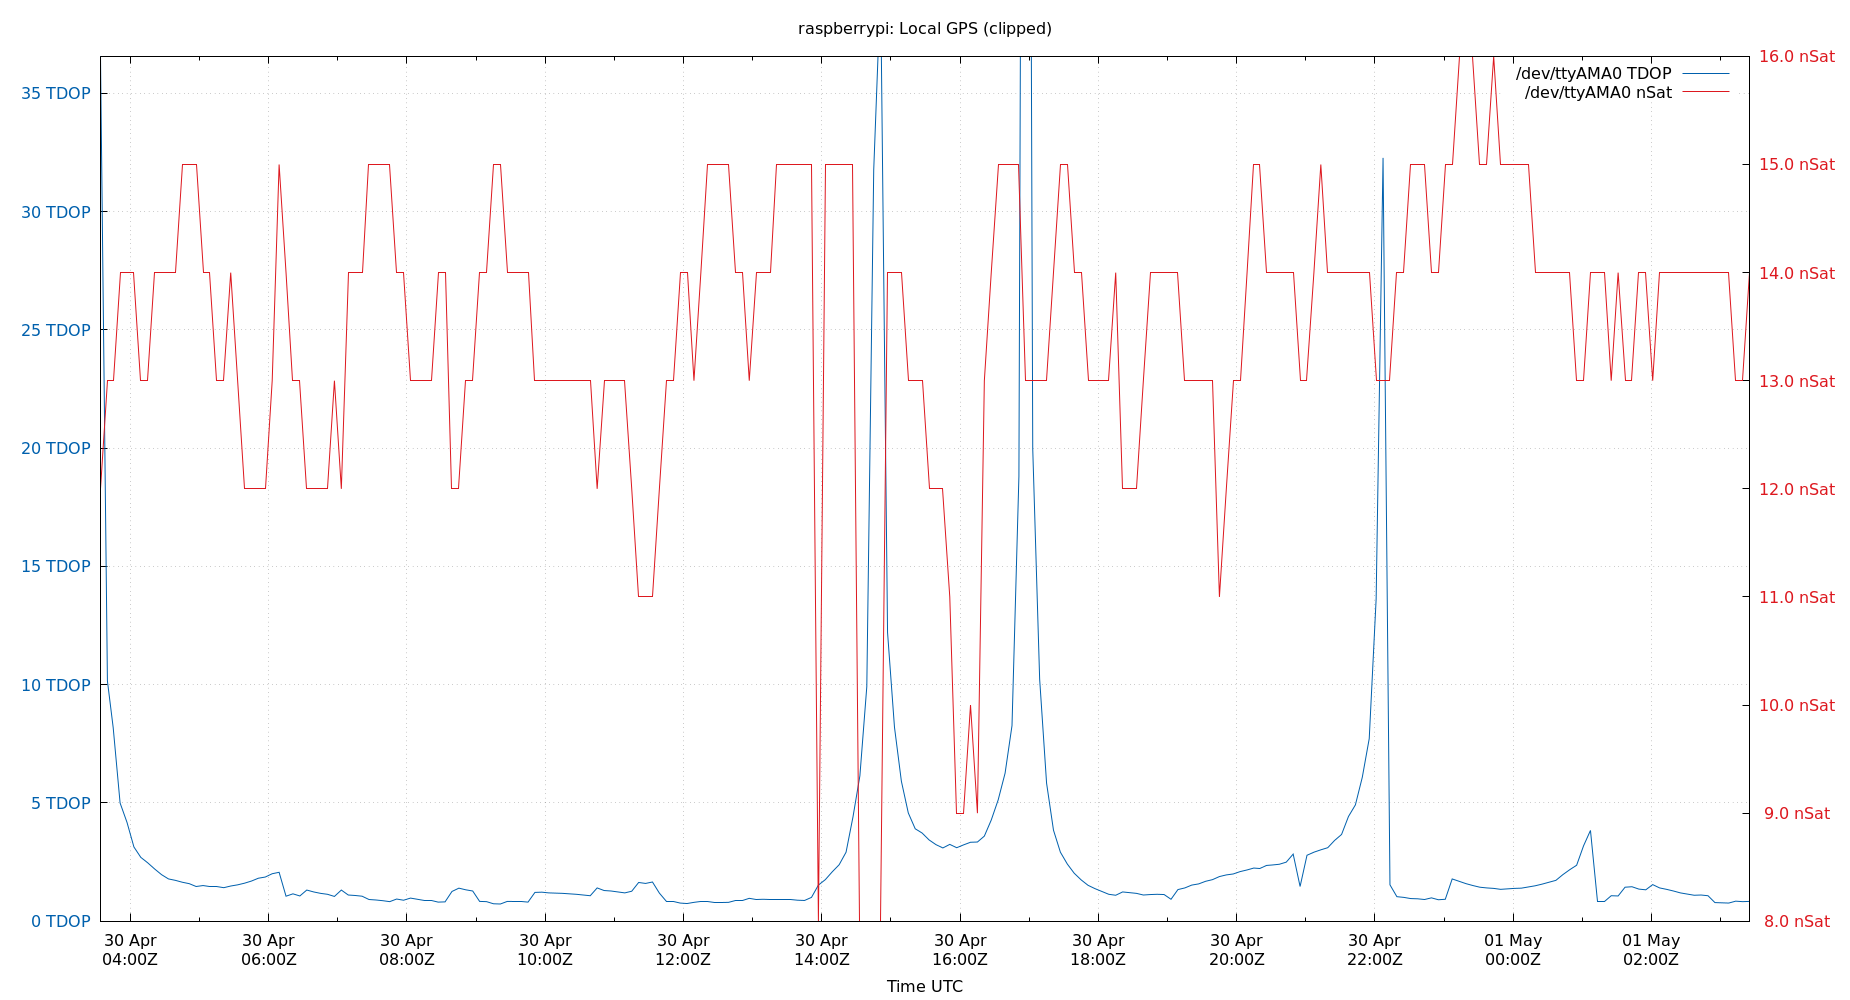 raspberrypi: Local GPS (clipped)
/dev/ttyAMA0 TDOP
/dev/ttyAMA0 nSat
35 TDOP
30 TDOP
25 TDOP
20 TDOP
15 TDOP
10 TDOP
5 TDOP
0 TDOP
16.0 nSat
15.0 nSat
14.0 nSat
13.0 nSat
12.0 nSat
11.0 nSat
10.0 nSat
9.0 nSat
8.0 nSat
30 Apr
04:00Z
30 Apr
06:00Z
30 Apr
08:00Z
30 Apr
10:00Z
30 Apr
12:00Z
30 Apr
14:00Z
30 Apr
16:00Z
30 Apr
18:00Z
30 Apr
20:00Z
30 Apr
22:00Z
01 May
00:00Z
01 May
02:00Z
Time UTC